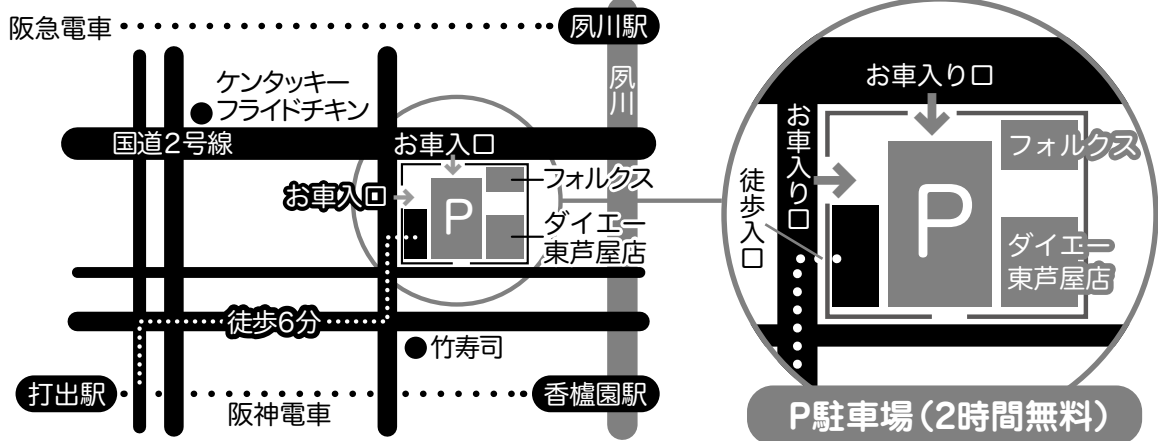 阪急電車
夙川駅
夙川
ケンタッキー
フライドチキン
国道2号線
お車入口
お車入口
P
フォルクス
ダイエー
東芦屋店
徒歩6分
竹寿司
打出駅
阪神電車
香櫨園駅
お車入り口
お車入り口
徒歩入口
P
フォルクス
ダイエー
東芦屋店
P駐車場（2時間無料）